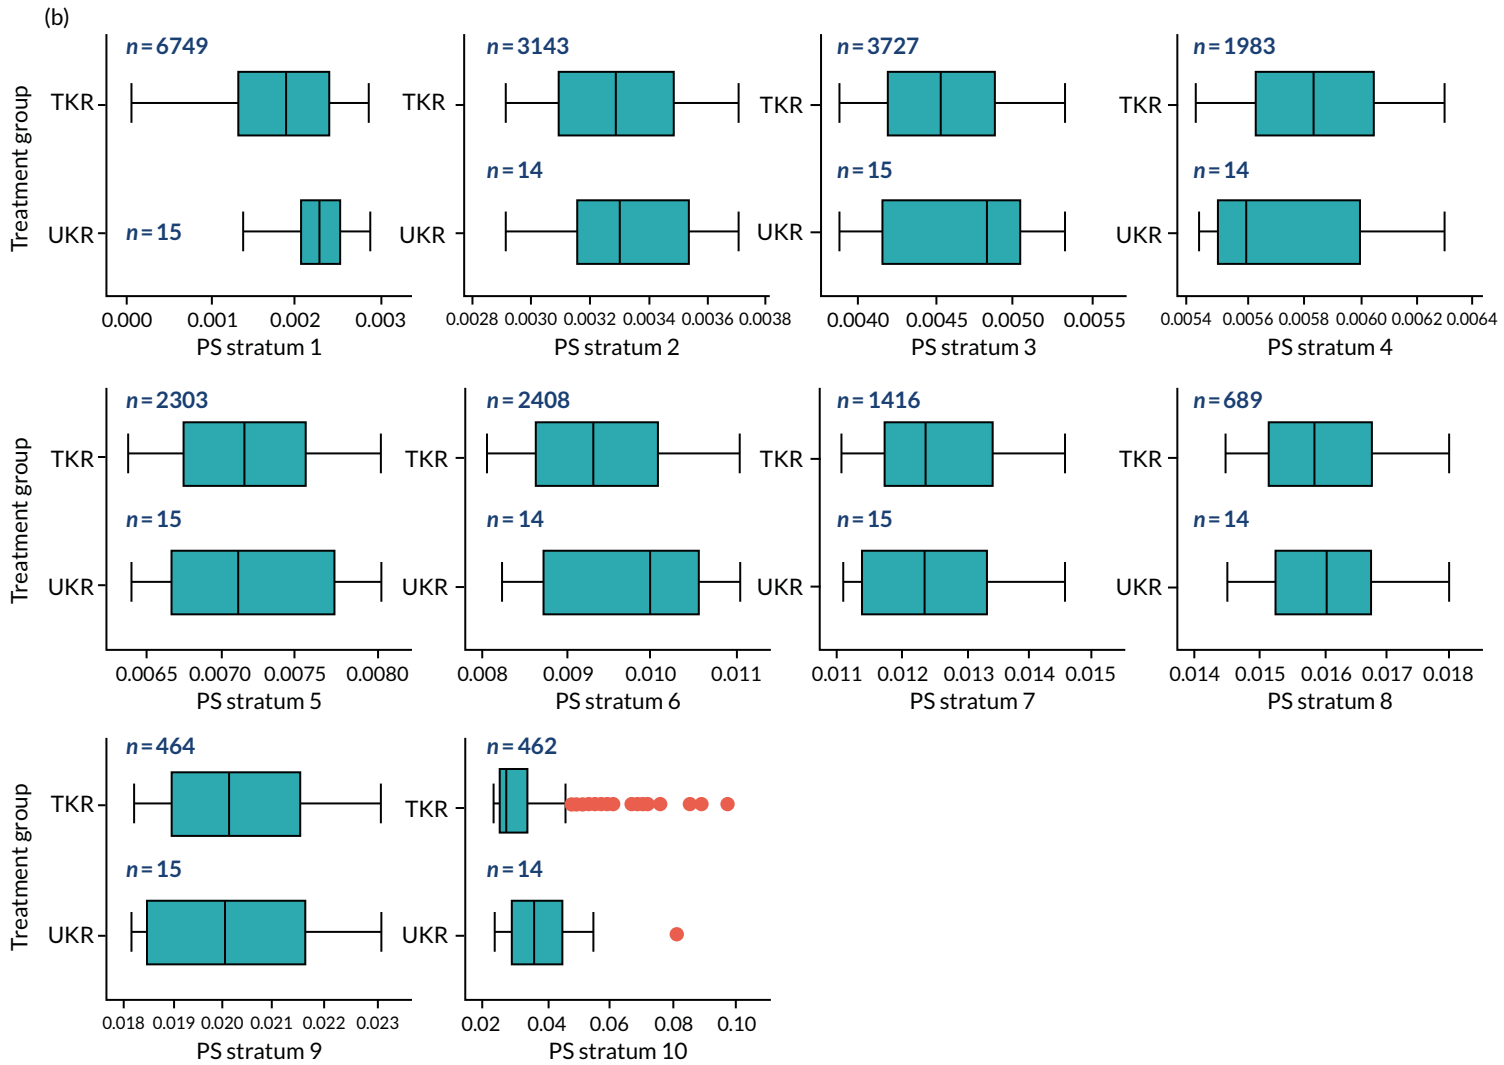 (b)
Treatment group
n=6749
TKR
n=15
UKR
0.000 0.001 0.002 0.003
PS stratum 1
n=3143
TKR
n=14
UKR
0.0028 0.0030 0.0032 0.0034 0.0036 0.0038
PS stratum 2
n=3727
TKR
n=15
UKR
0.0040 0.0045 0.0050 0.0055
PS stratum 3
n=1983
TKR
n=14
UKR
0.0054 0.0056 0.0058 0.0060 0.0062 0.0064
PS stratum 4
Treatment group
n=2303
TKR
n=15
UKR
0.0065 0.0070 0.0075 0.0080
PS stratum 5
n=2408
TKR
n=14
UKR
0.008 0.009 0.010 0.011
PS stratum 6
n=1416
TKR
n=15
UKR
0.011 0.012 0.013 0.014 0.015
PS stratum 7
n=689
TKR
n=14
UKR
0.014 0.015 0.016 0.017 0.018
PS stratum 8
Treatment group
n=464
TKR
n=15
UKR
0.018 0.019 0.020 0.021 0.022 0.023
PS stratum 9
n=462
TKR
n=14
UKR
0.02 0.04 0.06 0.08 0.10
PS stratum 10